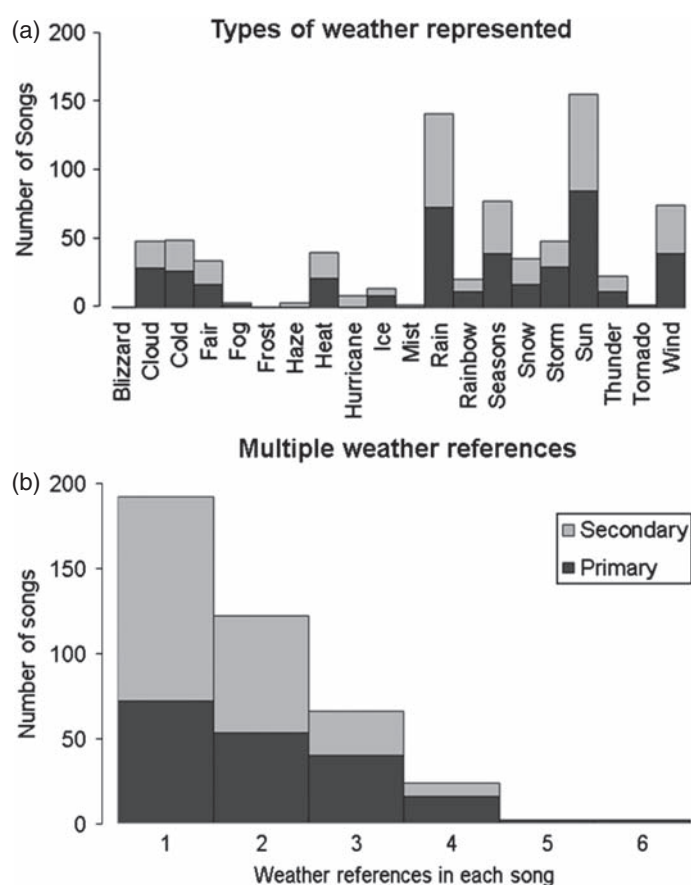 (a)
Types of weather represented
Number of Songs
200
150
100
50
0
Blizzard
Cloud
Cold
Fair
Fog
Frost
Haze
Heat
Hurricane
Ice
Mist
Rain
Rainbow
Seasons
Snow
Storm
Sun
Thunder
Tornado
Wind
Multiple weather references
(b)
Number of songs
200
150
100
50
0
Secondary
Primary
1 2 3 4 5 6
Weather references in each song